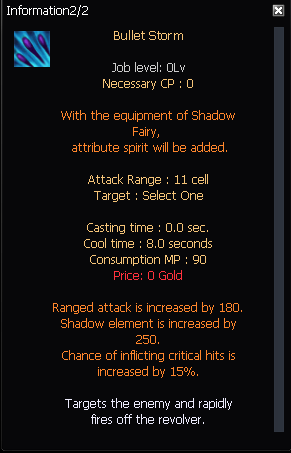 Information2/2
Bullet Storm
Job level: 0Lv
Necessary CP : 0
With the equipment of Shadow
Fairy,
attribute spirit will be added.
Attack Range : 11 cell
Target : Select One
Casting time : 0.0 sec.
Cool time : 8.0 seconds
Consumption MP : 90
Price: 0 Gold
Ranged attack is increased by 180.
Shadow element is increased by
250.
Chance of inflicting critical hits is
increased by 15%.
Targets the enemy and rapidly
fires off the revolver.